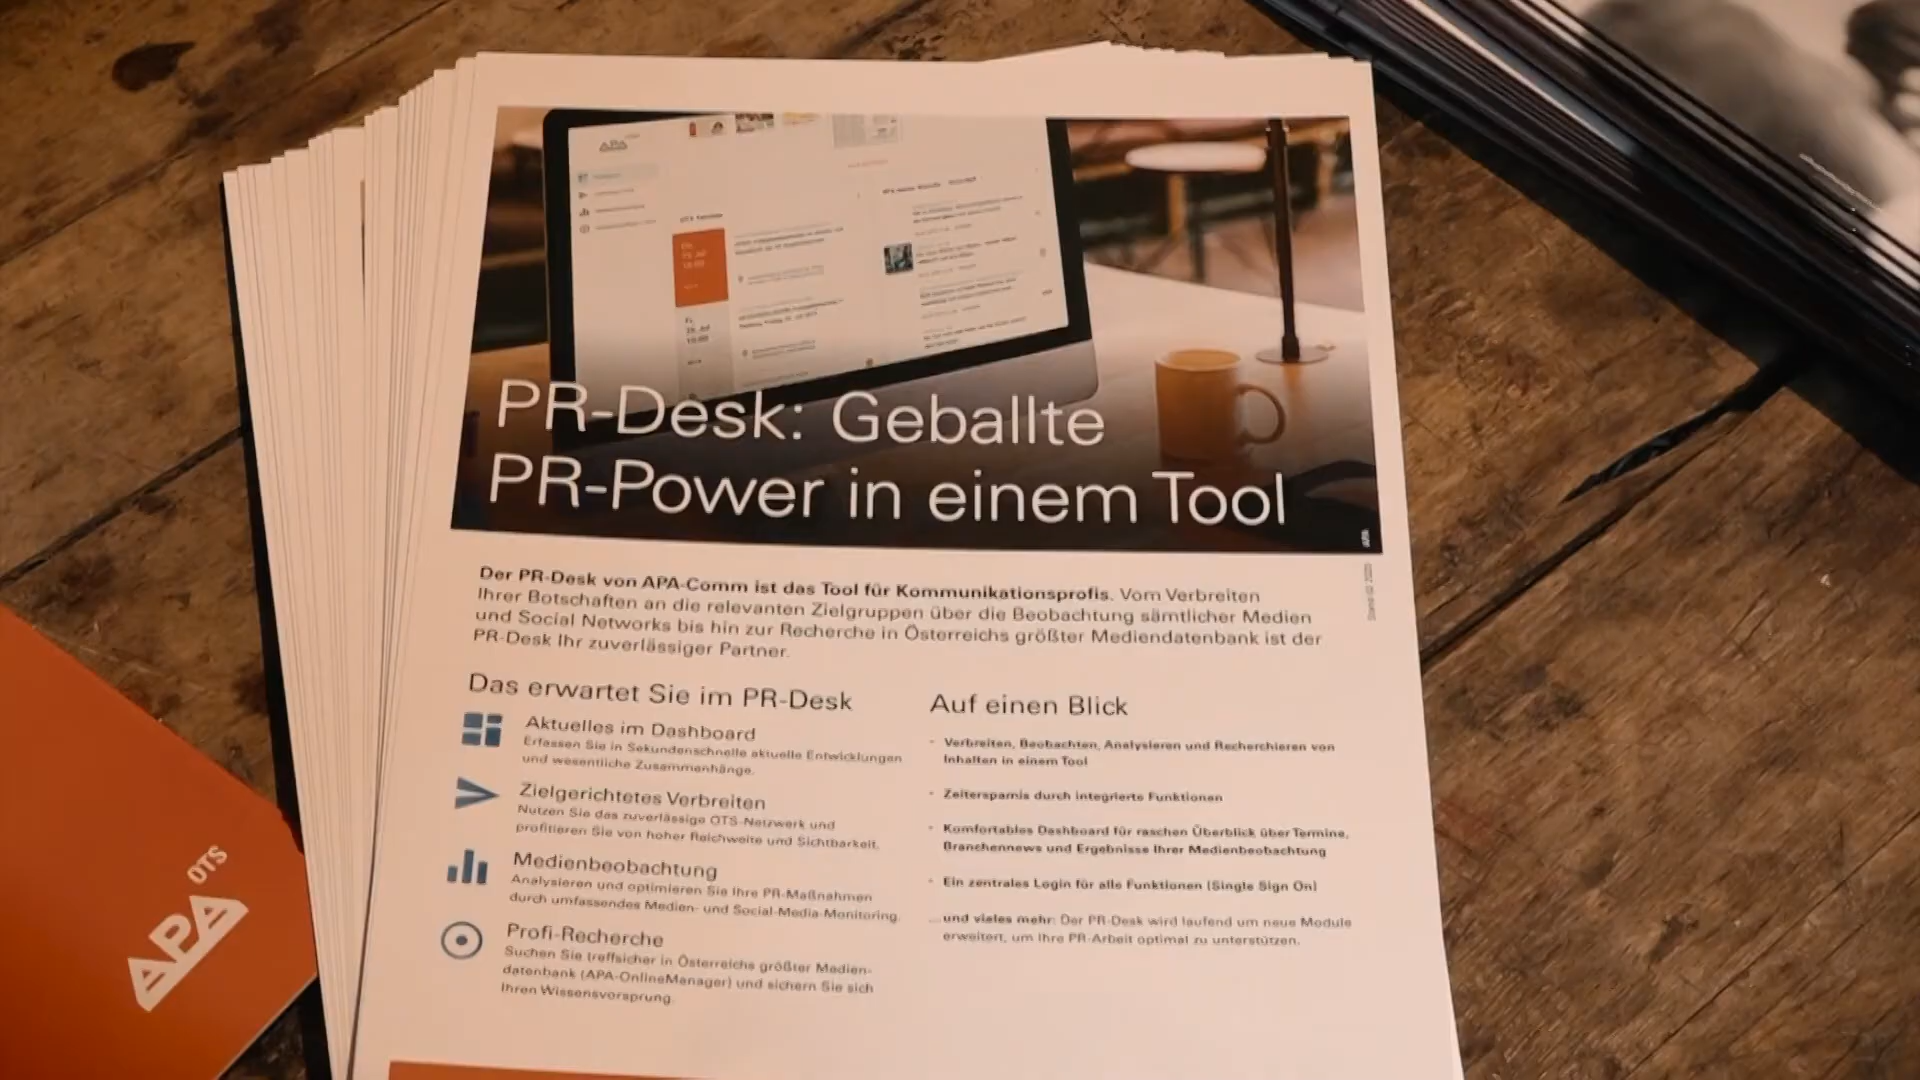 APA
PR-Desk: Geballte
PR-Power in einem Tool
APA
Stand: 02 2020
Der PR-Desk von APA-Comm ist das Tool für Kommunikationsprofis. Vom Verbreiten
Ihrer Botschaften an die relevanten Zielgruppen über die Beobachtung sämtlicher Medien
und Social Networks bis hin zur Recherche in Österreichs größter Mediendatenbank ist der
PR-Desk Ihr zuverlässiger Partner.
Das erwartet Sie im PR-Desk
Aktuelles im Dashboard
Erfassen Sie in Sekundenschnelle aktuelle Entwicklungen
und wesentliche Zusammenhänge.
Zielgerichtetes Verbreiten
Nutzen Sie das zuverlässige OTS-Netzwerk und
profitieren Sie von hoher Reichweite und Sichtbarkeit.
Medienbeobachtung
Analysieren und optimieren Sie Ihre PR-Maßnahmen
durch umfassendes Medien- und Social-Media-Monitoring.
Profi-Recherche
Suchen Sie treffsicher in Österreichs größter Medien-
datenbank (APA-OnlineManager) und sichern Sie sich
Ihren Wissensvorsprung.
Auf einen Blick
· Verbreiten, Beobachten, Analysieren und Recherchieren von
Inhalten in einem Tool
· Zeitersparnis durch integrierte Funktionen
· Komfortables Dashboard für raschen Überblick über Termine,
Branchennews und Ergebnisse Ihrer Medienbeobachtung
· Ein zentrales Login für alle Funktionen (Single Sign On)
... und vieles mehr: Der PR-Desk wird laufend um neue Module
erweitert, um Ihre PR-Arbeit optimal zu unterstützen.
APA OTS